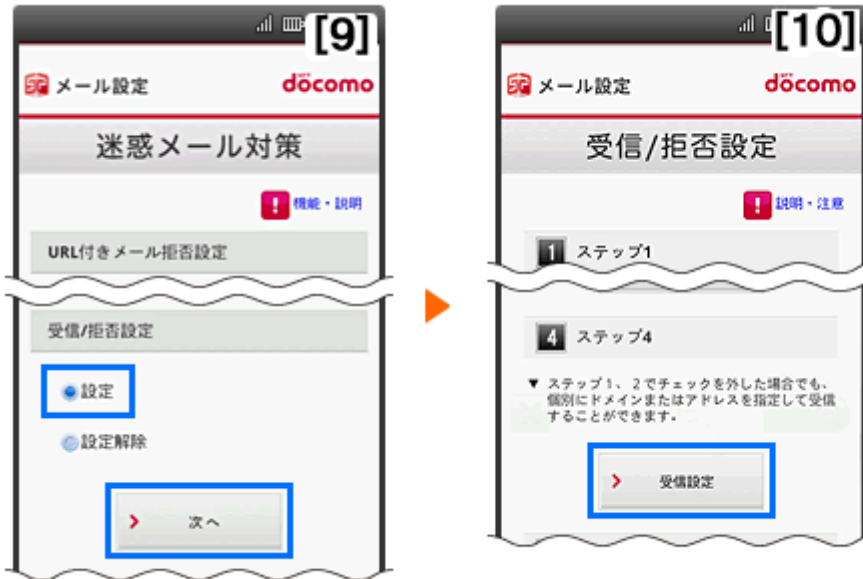 [9]
メール設定
döcomo
迷惑メール対策
機能・説明
URL付きメール拒否設定
受信/拒否設定
設定
設定解除
次へ
[10]
メール設定
döcomo
受信/拒否設定
説明・注意
1 ステップ1
4 ステップ4
▼ ステップ1、2でチェックを外した場合でも、
個別にドメインまたはアドレスを指定して受信
することができます。
受信設定